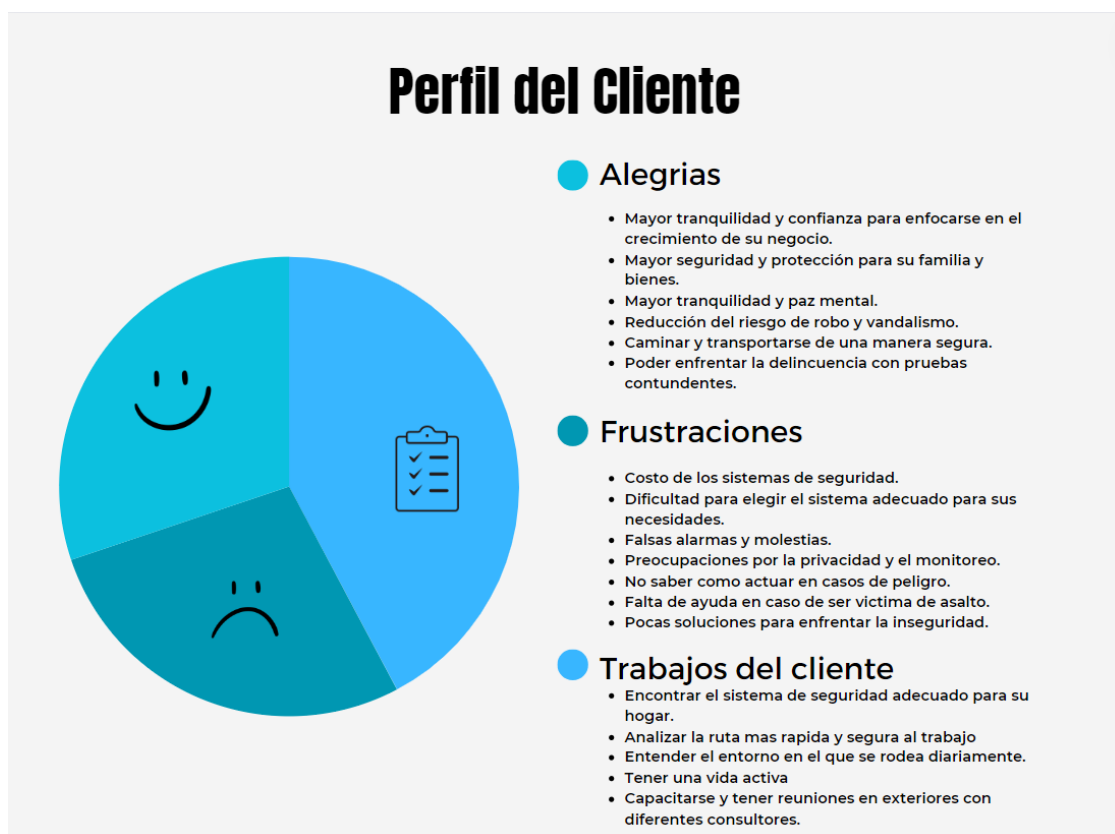 Perfil del Cliente
Alegrias
• Mayor tranquilidad y confianza para enfocarse en el
crecimiento de su negocio.
• Mayor seguridad y protección para su familia y
bienes.
• Mayor tranquilidad y paz mental.
• Reducción del riesgo de robo y vandalismo.
• Caminar y transportarse de una manera segura.
• Poder enfrentar la delincuencia con pruebas
contundentes.
Frustraciones
• Costo de los sistemas de seguridad.
• Dificultad para elegir el sistema adecuado para sus
necesidades.
• Falsas alarmas y molestias.
• Preocupaciones por la privacidad y el monitoreo.
• No saber como actuar en casos de peligro.
• Falta de ayuda en caso de ser victima de asalto.
• Pocas soluciones para enfrentar la inseguridad.
Trabajos del cliente
• Encontrar el sistema de seguridad adecuado para su
hogar.
• Analizar la ruta mas rapida y segura al trabajo
• Entender el entorno en el que se rodea diariamente.
• Tener una vida activa
• Capacitarse y tener reuniones en exteriores con
diferentes consultores.